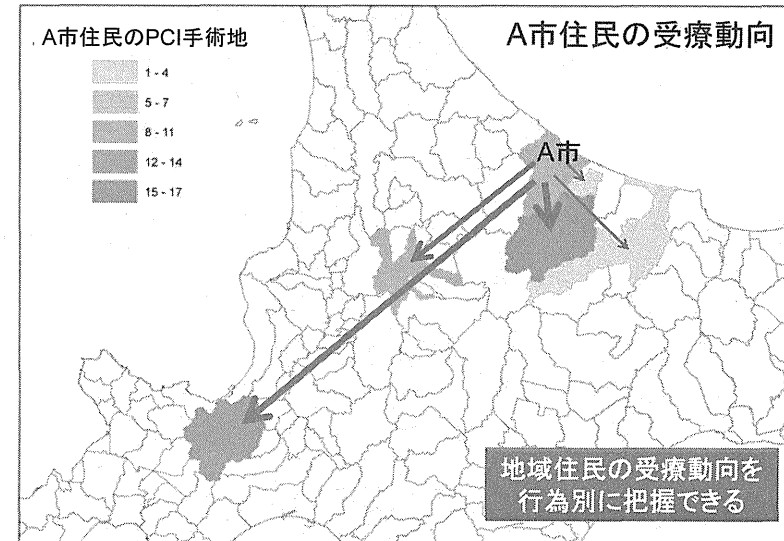 A市住民のPCI手術地
1 - 4
5 - 7
8 - 11
12 - 14
15 - 17
A市住民の受療動向
A市
地域住民の受療動向を
行為別に把握できる